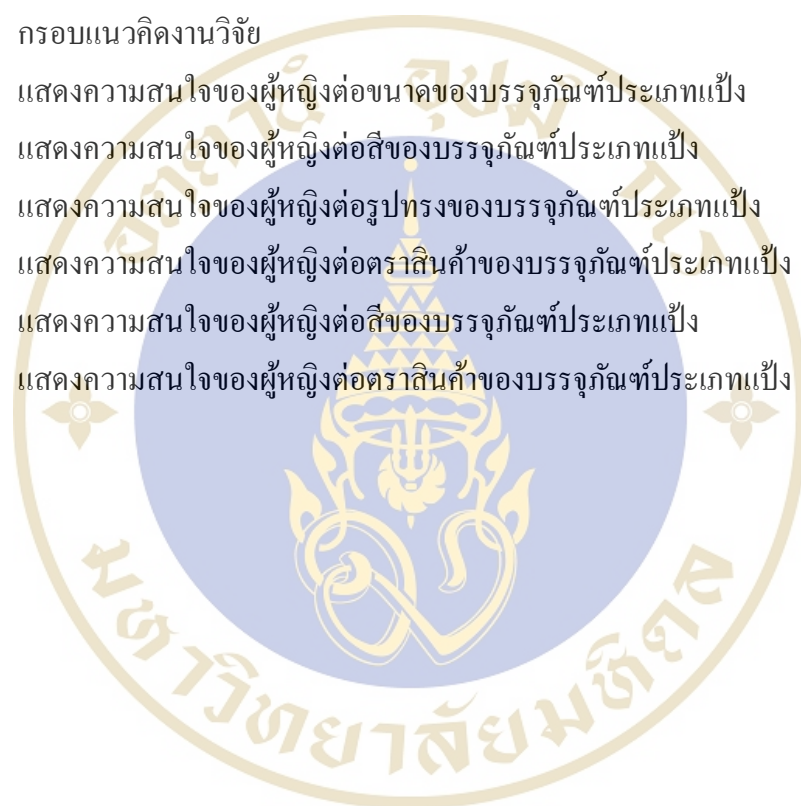 กรอบแนวคิดงานวิจัย
แสดงความสนใจของผู้หญิงต่อขนาดของบรรจุภัณฑ์ประเภทแป้ง
แสดงความสนใจของผู้หญิงต่อสีของบรรจุภัณฑ์ประเภทแป้ง
แสดงความสนใจของผู้หญิงต่อรูปทรงของบรรจุภัณฑ์ประเภทแป้ง
แสดงความสนใจของผู้หญิงต่อตราสินค้าของบรรจุภัณฑ์ประเภทแป้ง
แสดงความสนใจของผู้หญิงต่อสีของบรรจุภัณฑ์ประเภทแป้ง
แสดงความสนใจของผู้หญิงต่อตราสินค้าของบรรจุภัณฑ์ประเภทแป้ง
อตฺตานํ อุปมํ กเร
มหาวิทยาลัยมหิดล